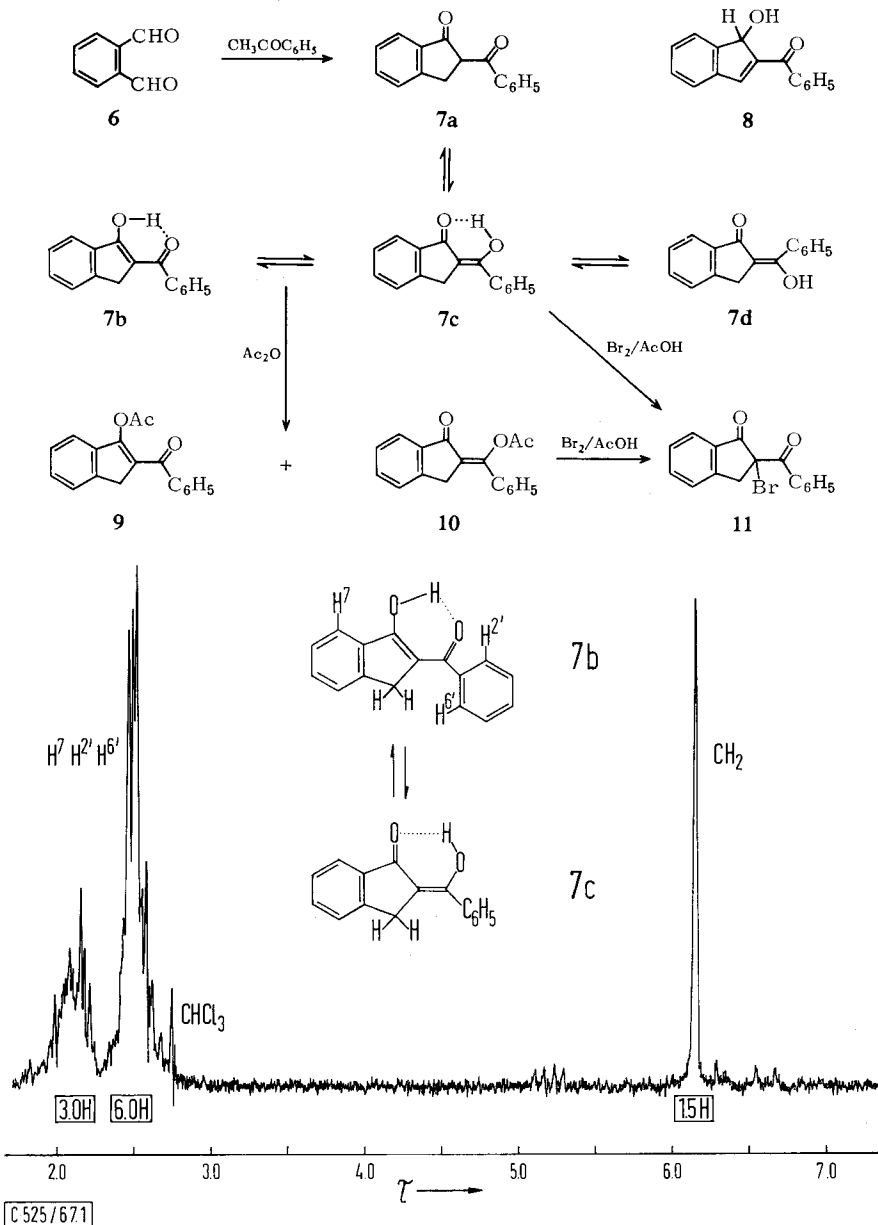 CHO
CHO
6
CH₃COC₆H₅
O
O
C₆H₅
7a
H OH
O
C₆H₅
8
O—H
O
C₆H₅
7b
O···H
O
C₆H₅
7c
O
C₆H₅
OH
7d
Ac₂O
Br₂/AcOH
OAc
O
C₆H₅
9
+
O
OAc
C₆H₅
10
Br₂/AcOH
O
O
Br
C₆H₅
11
H⁷ O H
O H²'
H H H⁶'
7b
H⁷ H²' H⁶'
CH₂
O H
O
C₆H₅
H H
7c
CHCl₃
3.0H 6.0H 1.5H
2.0 3.0 4.0 5.0 6.0 7.0
τ
C 525/67.1